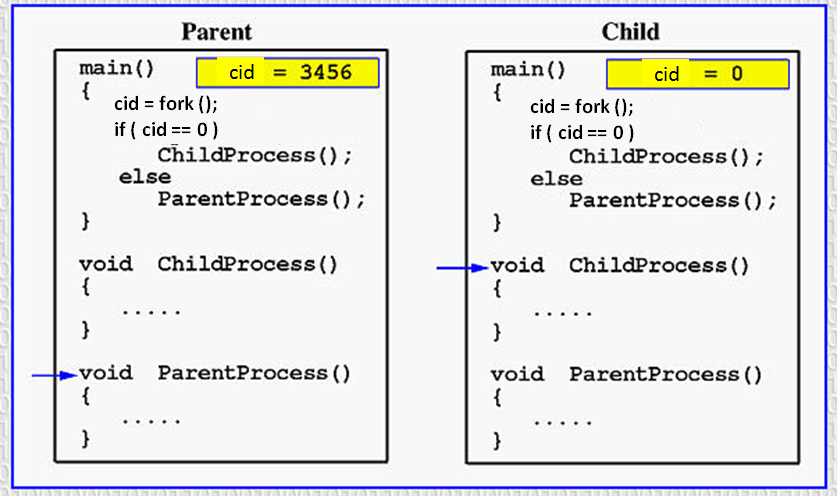 Parent
main() cid = 3456
{
cid = fork ();
if ( cid == 0 )
ChildProcess();
else
ParentProcess();
}
void ChildProcess()
{
.....
}
void ParentProcess()
{
.....
}
Child
main() cid = 0
{
cid = fork ();
if ( cid == 0 )
ChildProcess();
else
ParentProcess();
}
void ChildProcess()
{
.....
}
void ParentProcess()
{
.....
}